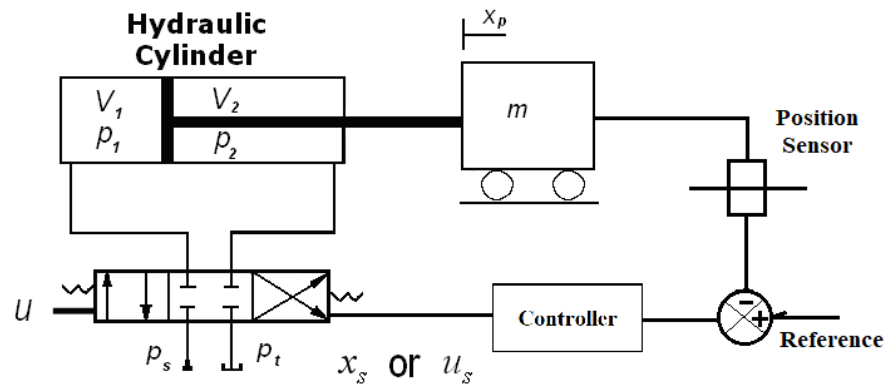 Hydraulic
Cylinder
x_p
V_1
V_2
p_1
p_2
m
Position
Sensor
u
p_s
p_t
x_s or u_s
Controller
-
+
Reference